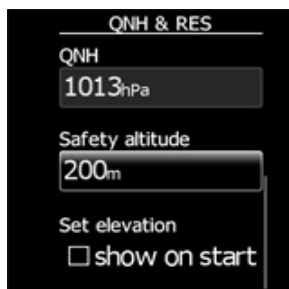 QNH & RES
QNH
1013hPa
Safety altitude
200m
Set elevation
show on start